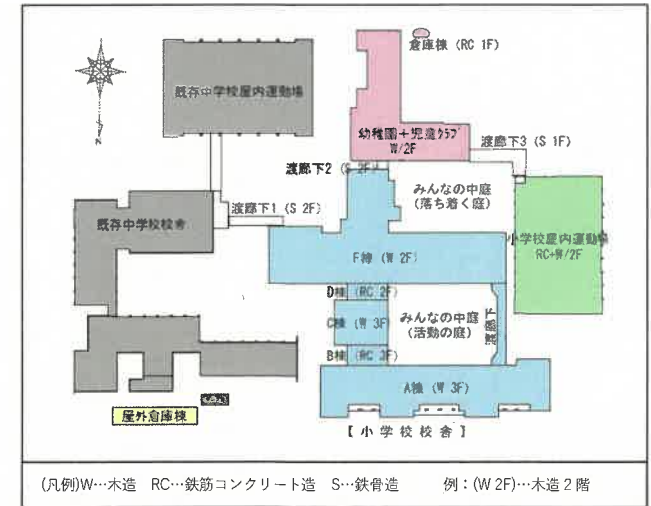 倉庫棟 (RC 1F)
既存中学校屋内運動場
幼稚園+児童クラブ
W/2F
渡廊下3 (S 1F)
渡廊下2 (S 2F)
みんなの中庭
(落ち着く庭)
渡廊下1 (S 2F)
既存中学校校舎
小学校屋内運動場
RC+W/2F
F棟 (W 2F)
D棟 (RC 2F)
C棟 (W 3F)
みんなの中庭
(活動の庭)
渡廊下
B棟 (RC 3F)
A棟 (W 3F)
屋外倉庫棟
【小学校校舎】
(凡例)W…木造 RC…鉄筋コンクリート造 S…鉄骨造 例:(W 2F)…木造2階